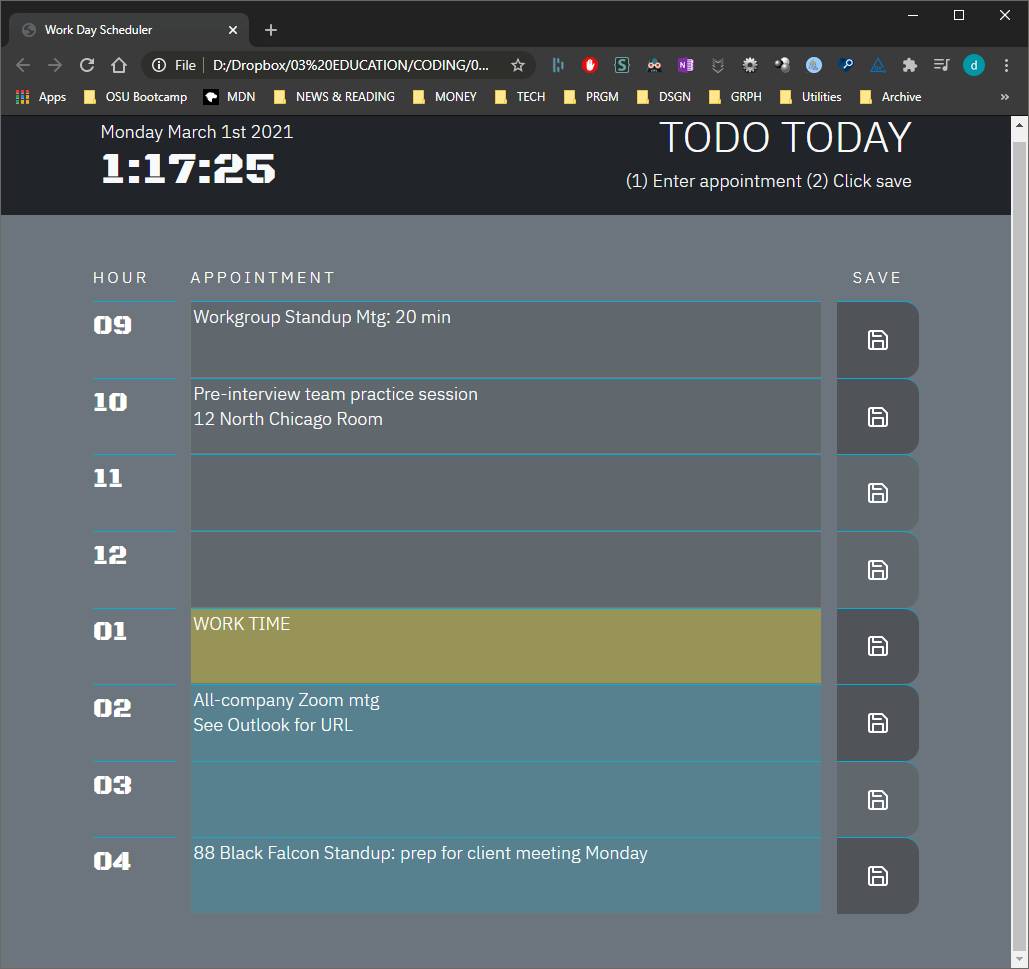 Work Day Scheduler
File D:/Dropbox/03%20EDUCATION/CODING/0...
d
Apps OSU Bootcamp MDN NEWS & READING MONEY TECH PRGM DSGN GRPH Utilities Archive »
Monday March 1st 2021
1:17:25
TODO TODAY
(1) Enter appointment (2) Click save
HOUR APPOINTMENT SAVE
09 Workgroup Standup Mtg: 20 min
10 Pre-interview team practice session
12 North Chicago Room
11
12
01 WORK TIME
02 All-company Zoom mtg
See Outlook for URL
03
04 88 Black Falcon Standup: prep for client meeting Monday